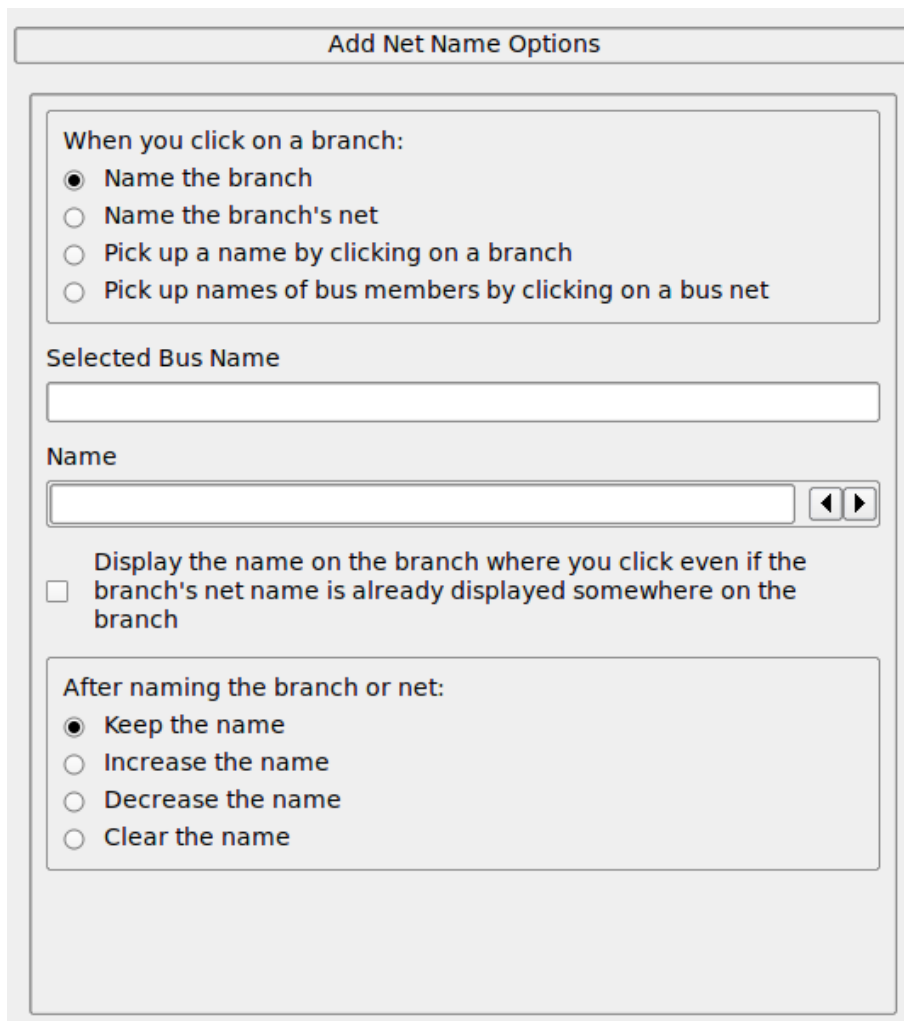 Add Net Name Options
When you click on a branch:
Name the branch
Name the branch's net
Pick up a name by clicking on a branch
Pick up names of bus members by clicking on a bus net
Selected Bus Name
Name
Display the name on the branch where you click even if the
branch's net name is already displayed somewhere on the
branch
After naming the branch or net:
Keep the name
Increase the name
Decrease the name
Clear the name